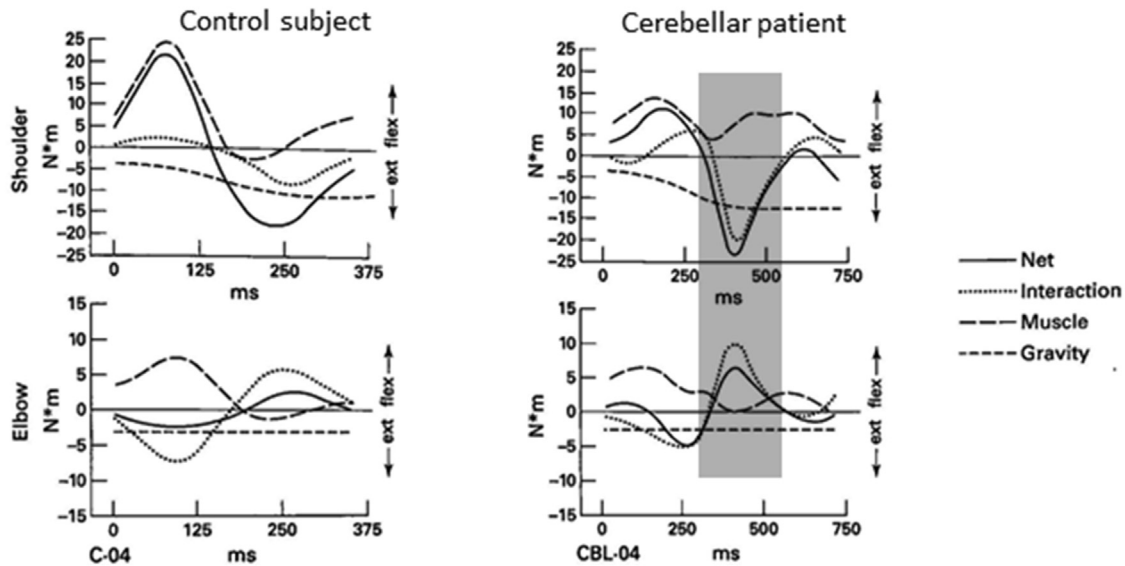 Control subject
Cerebellar patient
Shoulder
N*m
25
20
15
10
5
0
-5
-10
-15
-20
-25
0
125
250
375
ms
← ext flex →
N*m
25
20
15
10
5
0
-5
-10
-15
-20
-25
0
250
500
750
ms
← ext flex →
Elbow
N*m
15
10
5
0
-5
-10
-15
0
125
250
375
C-04
ms
← ext flex →
N*m
15
10
5
0
-5
-10
-15
0
250
500
750
CBL-04
ms
← ext flex →
Net
Interaction
Muscle
Gravity